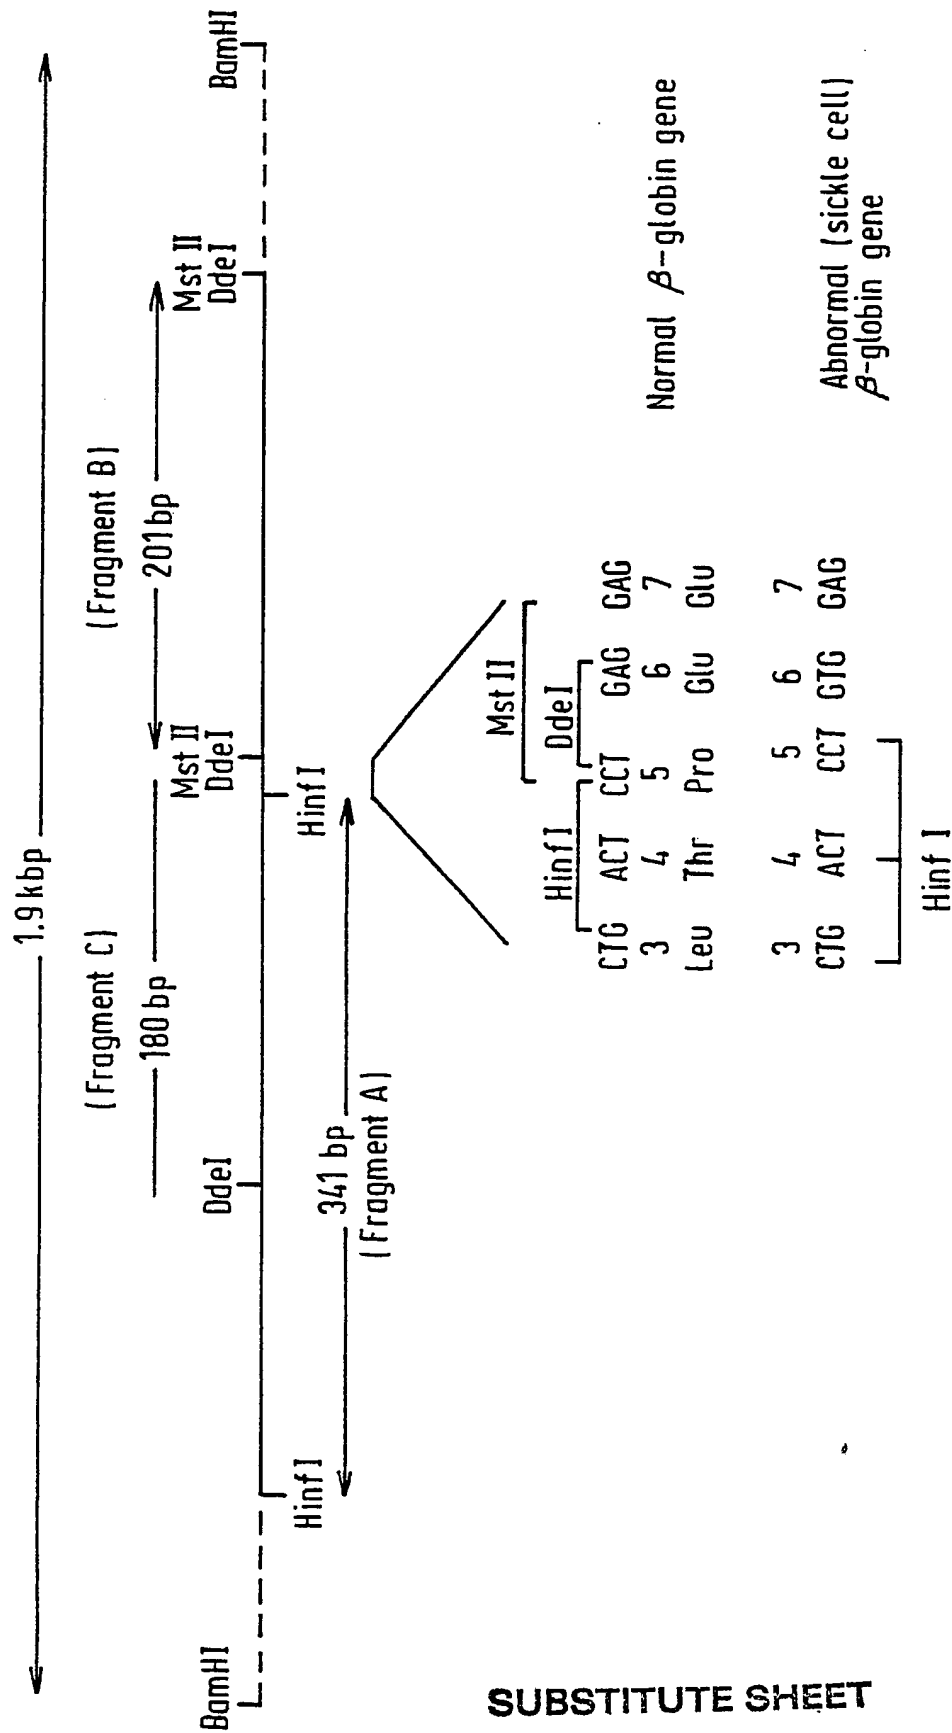 1.9 kbp
(Fragment C) (Fragment B)
180 bp 201 bp
BamHI DdeI Mst II Mst II BamHI
DdeI DdeI
HinfI HinfI
341 bp
(Fragment A)
Mst II
HinfI DdeI
CTG ACT CCT GAG GAG Normal β-globin gene
3 4 5 6 7
Leu Thr Pro Glu Glu
3 4 5 6 7
CTG ACT CCT GTG GAG Abnormal (sickle cell)
β-globin gene
Hinf I
SUBSTITUTE SHEET